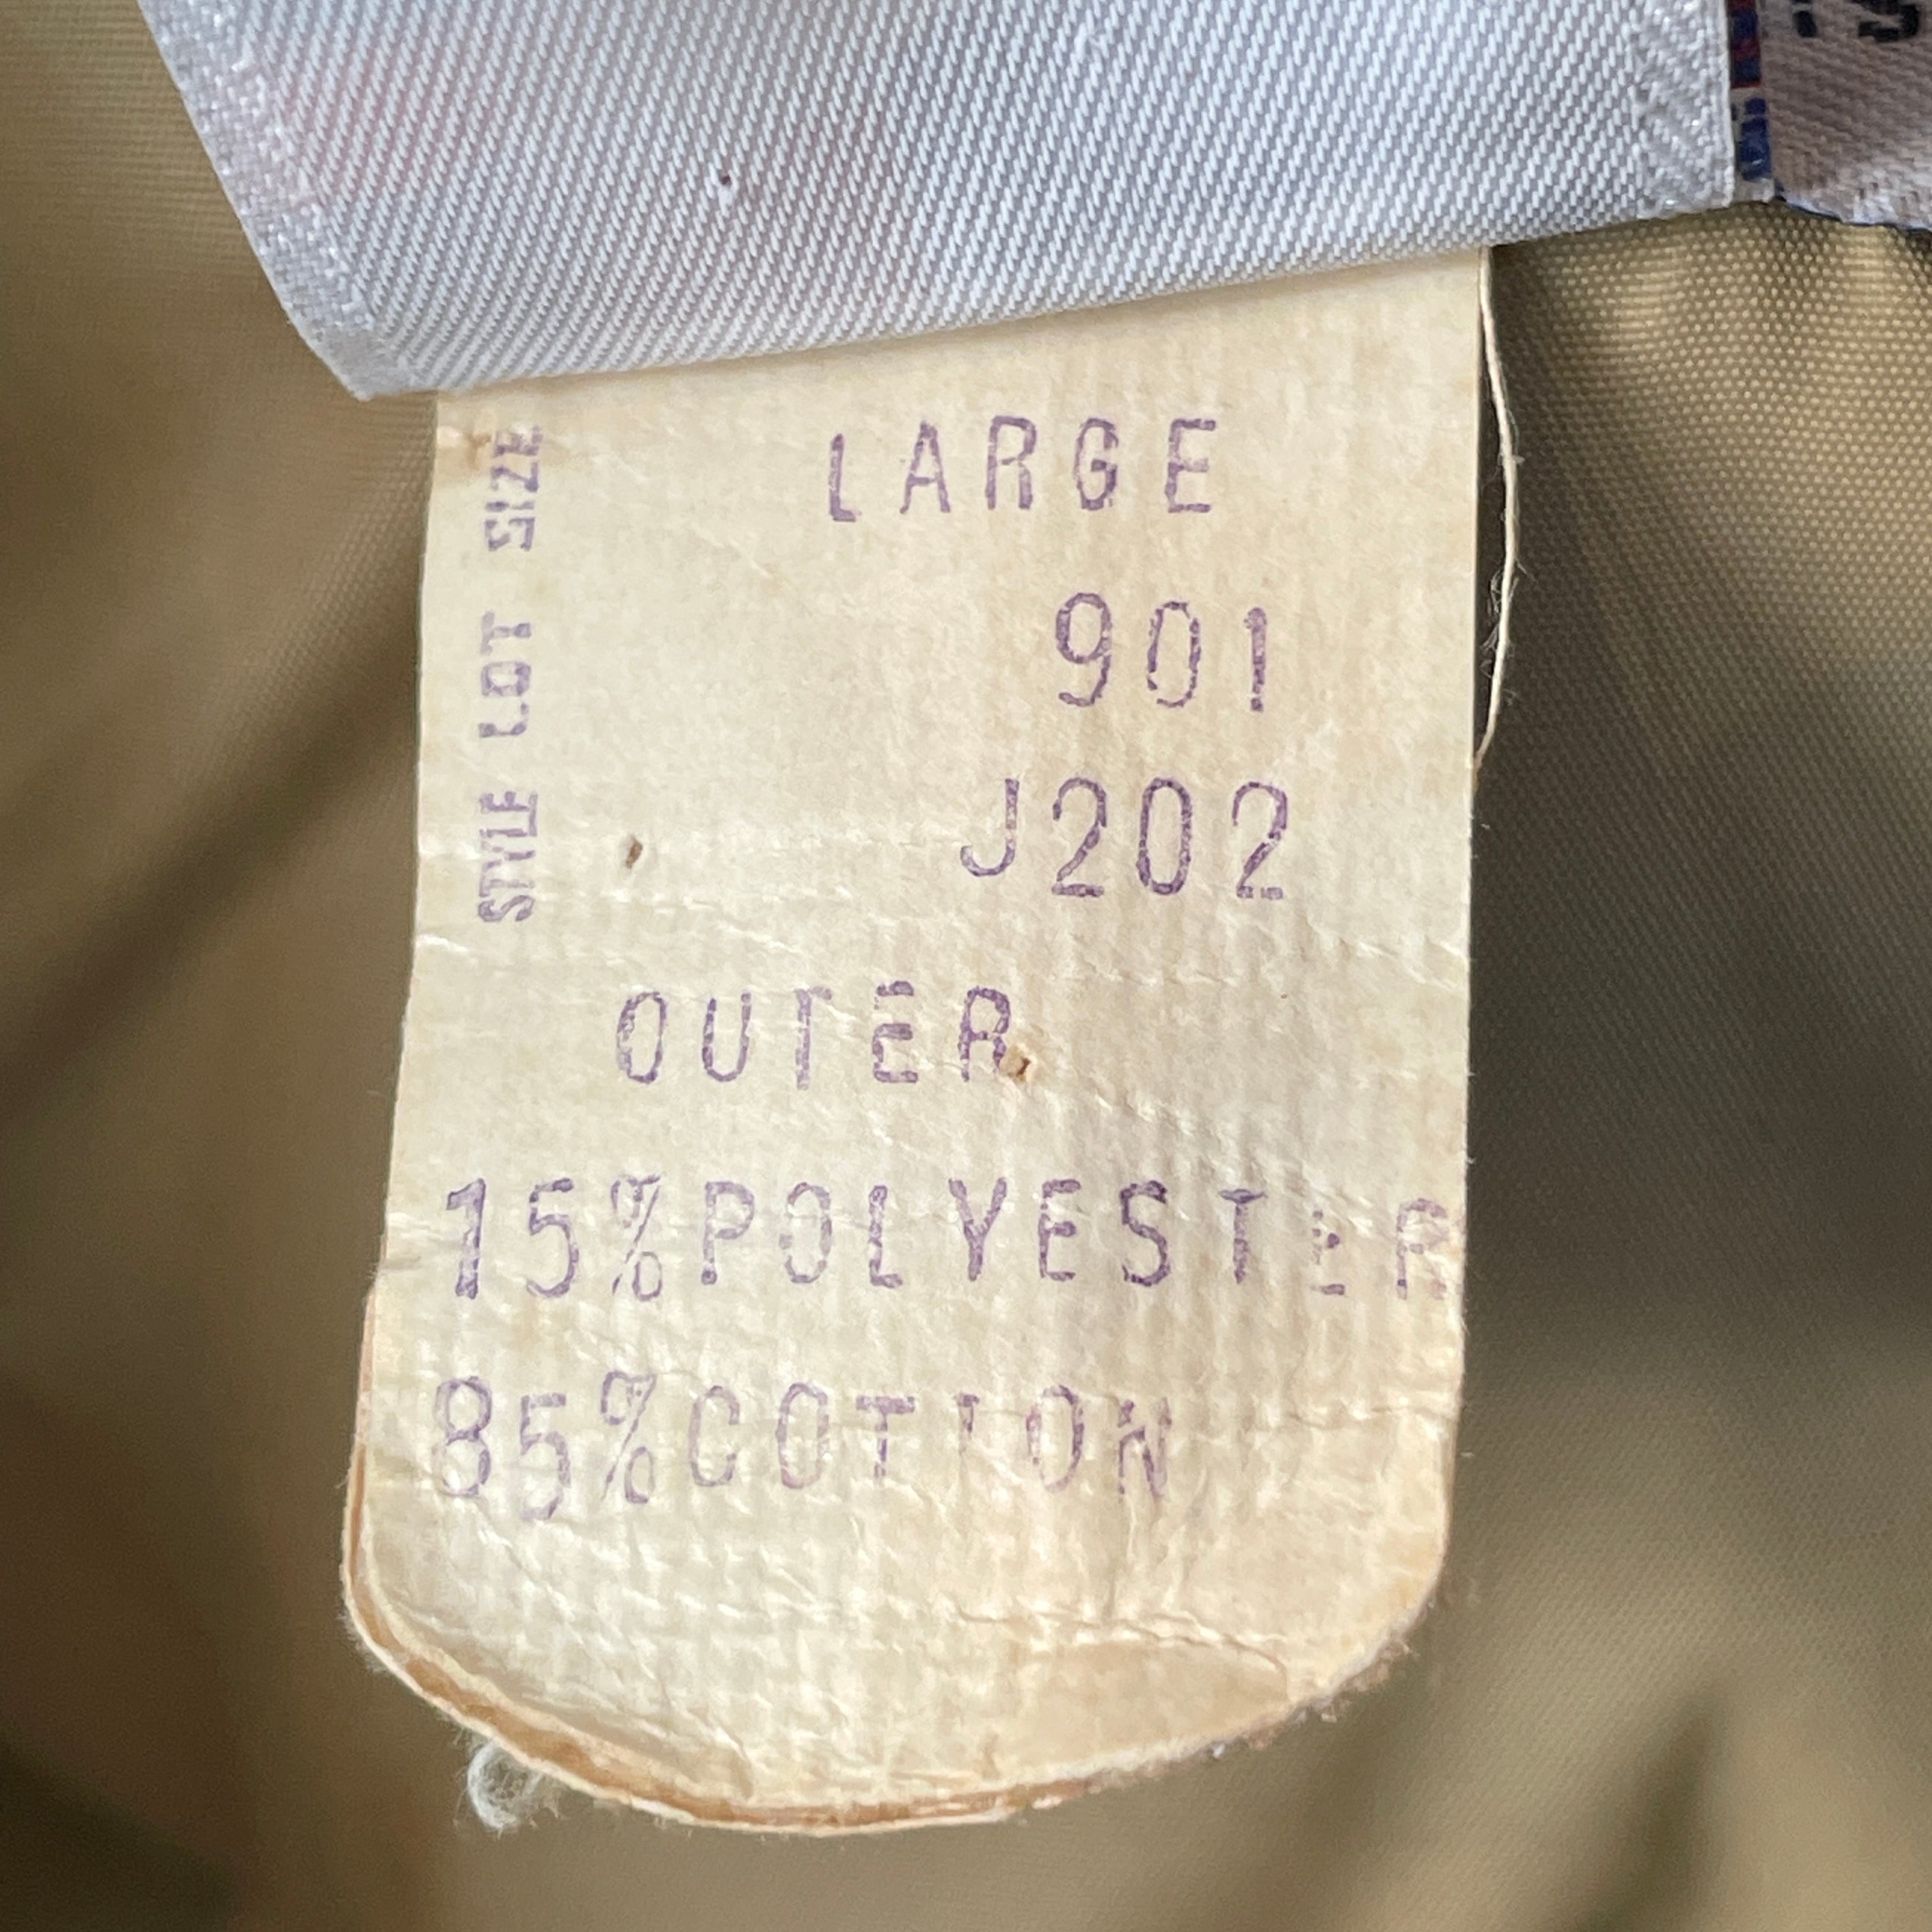 SIZE LARGE
LOT 901
STYLE J202
OUTER
15% POLYESTER
85% COTTON